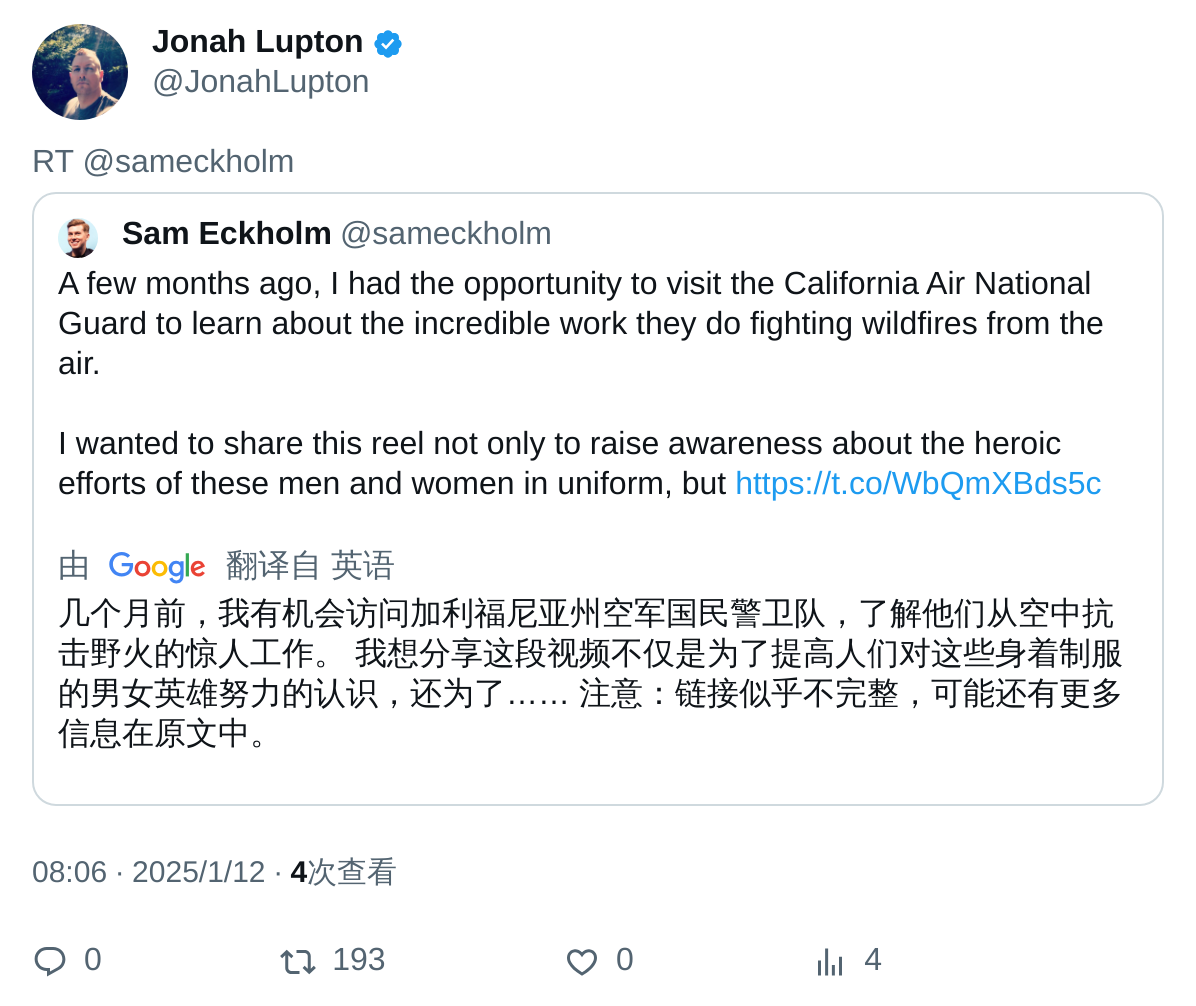 Jonah Lupton
@JonahLupton
RT @sameckholm
Sam Eckholm @sameckholm
A few months ago, I had the opportunity to visit the California Air National
Guard to learn about the incredible work they do fighting wildfires from the
air.
I wanted to share this reel not only to raise awareness about the heroic
efforts of these men and women in uniform, but https://t.co/WbQmXBds5c
由 Google 翻译自 英语
几个月前，我有机会访问加利福尼亚州空军国民警卫队，了解他们从空中抗
击野火的惊人工作。 我想分享这段视频不仅是为了提高人们对这些身着制服
的男女英雄努力的认识，还为了…… 注意：链接似乎不完整，可能还有更多
信息在原文中。
08:06 · 2025/1/12 · 4次查看
0 193 0 4